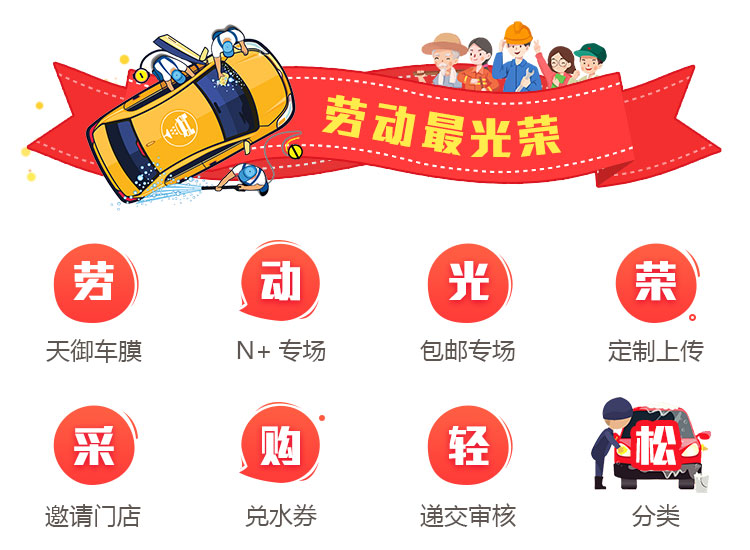 劳动最光荣
劳 动 光 荣
天御车膜 N+ 专场 包邮专场 定制上传
采 购 轻 松
邀请门店 兑水券 递交审核 分类